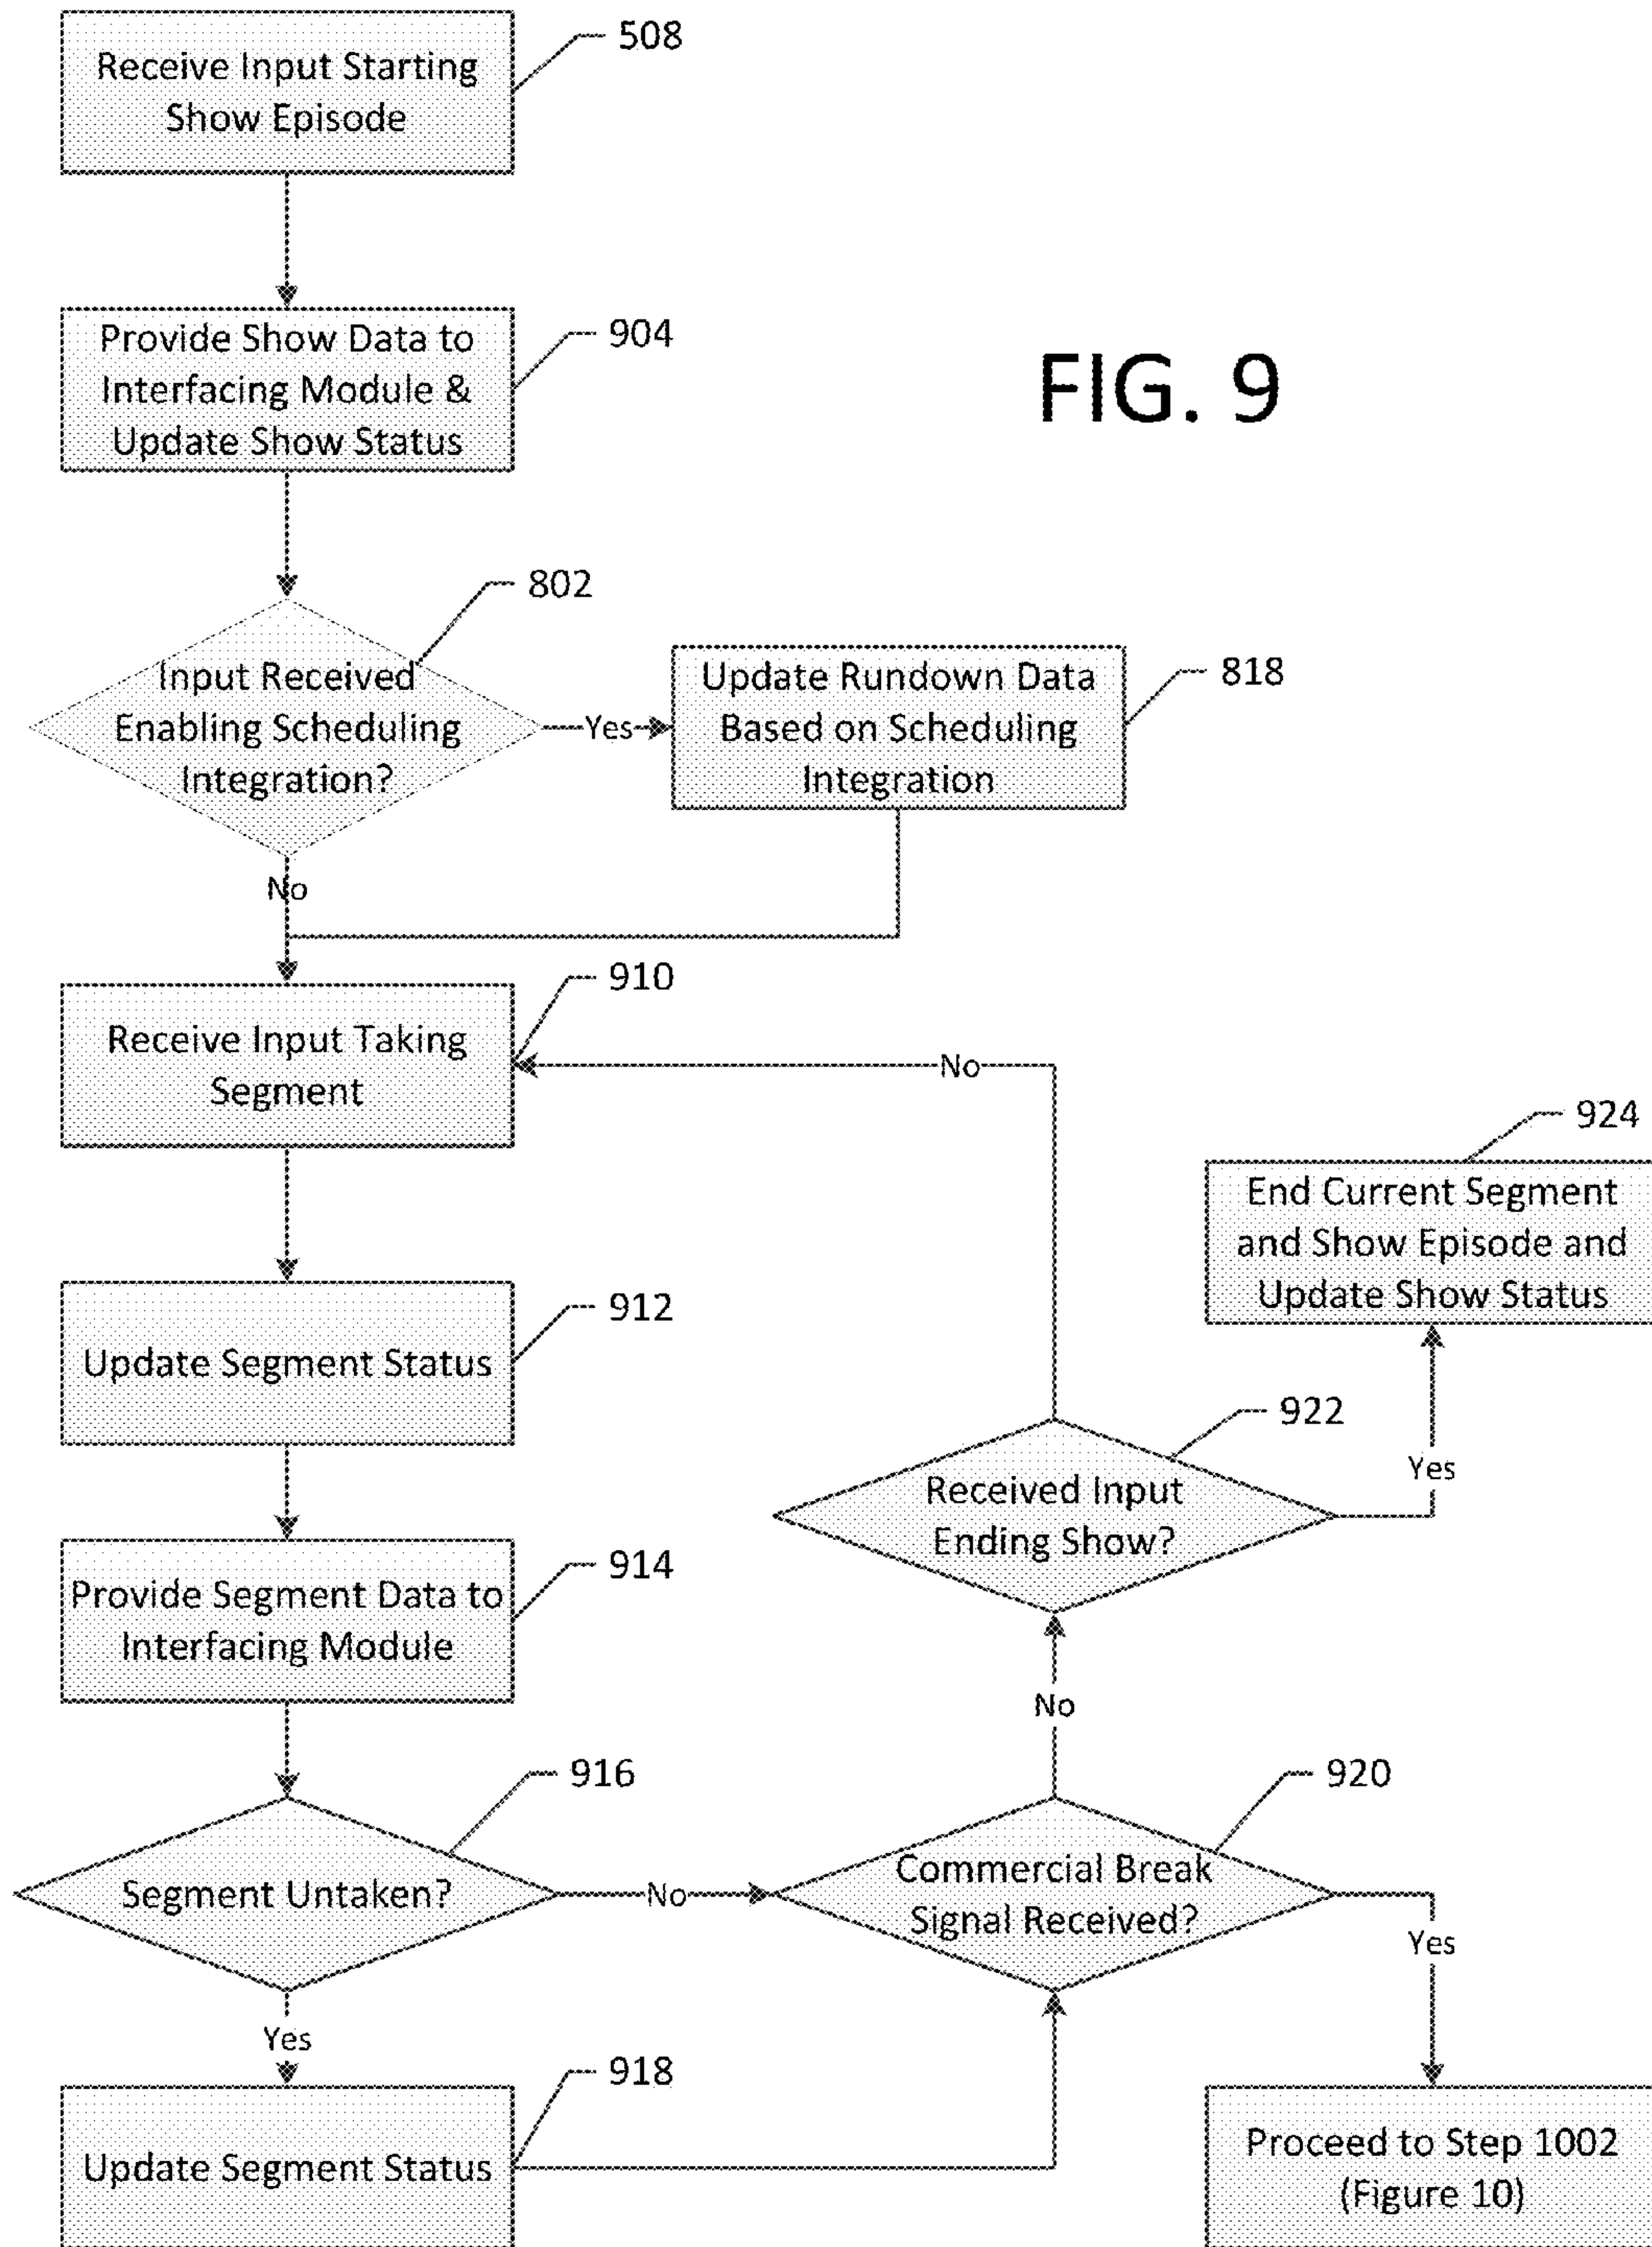 Receive Input Starting
Show Episode
508
Provide Show Data to
Interfacing Module &
Update Show Status
904
FIG. 9
802
Input Received
Enabling Scheduling
Integration?
Yes
Update Rundown Data
Based on Scheduling
Integration
818
No
910
Receive Input Taking
Segment
No
924
End Current Segment
and Show Episode and
Update Show Status
912
Update Segment Status
922
Received Input
Ending Show?
Yes
914
Provide Segment Data to
Interfacing Module
No
916
Segment Untaken?
No
920
Commercial Break
Signal Received?
Yes
Yes
918
Update Segment Status
Proceed to Step 1002
(Figure 10)